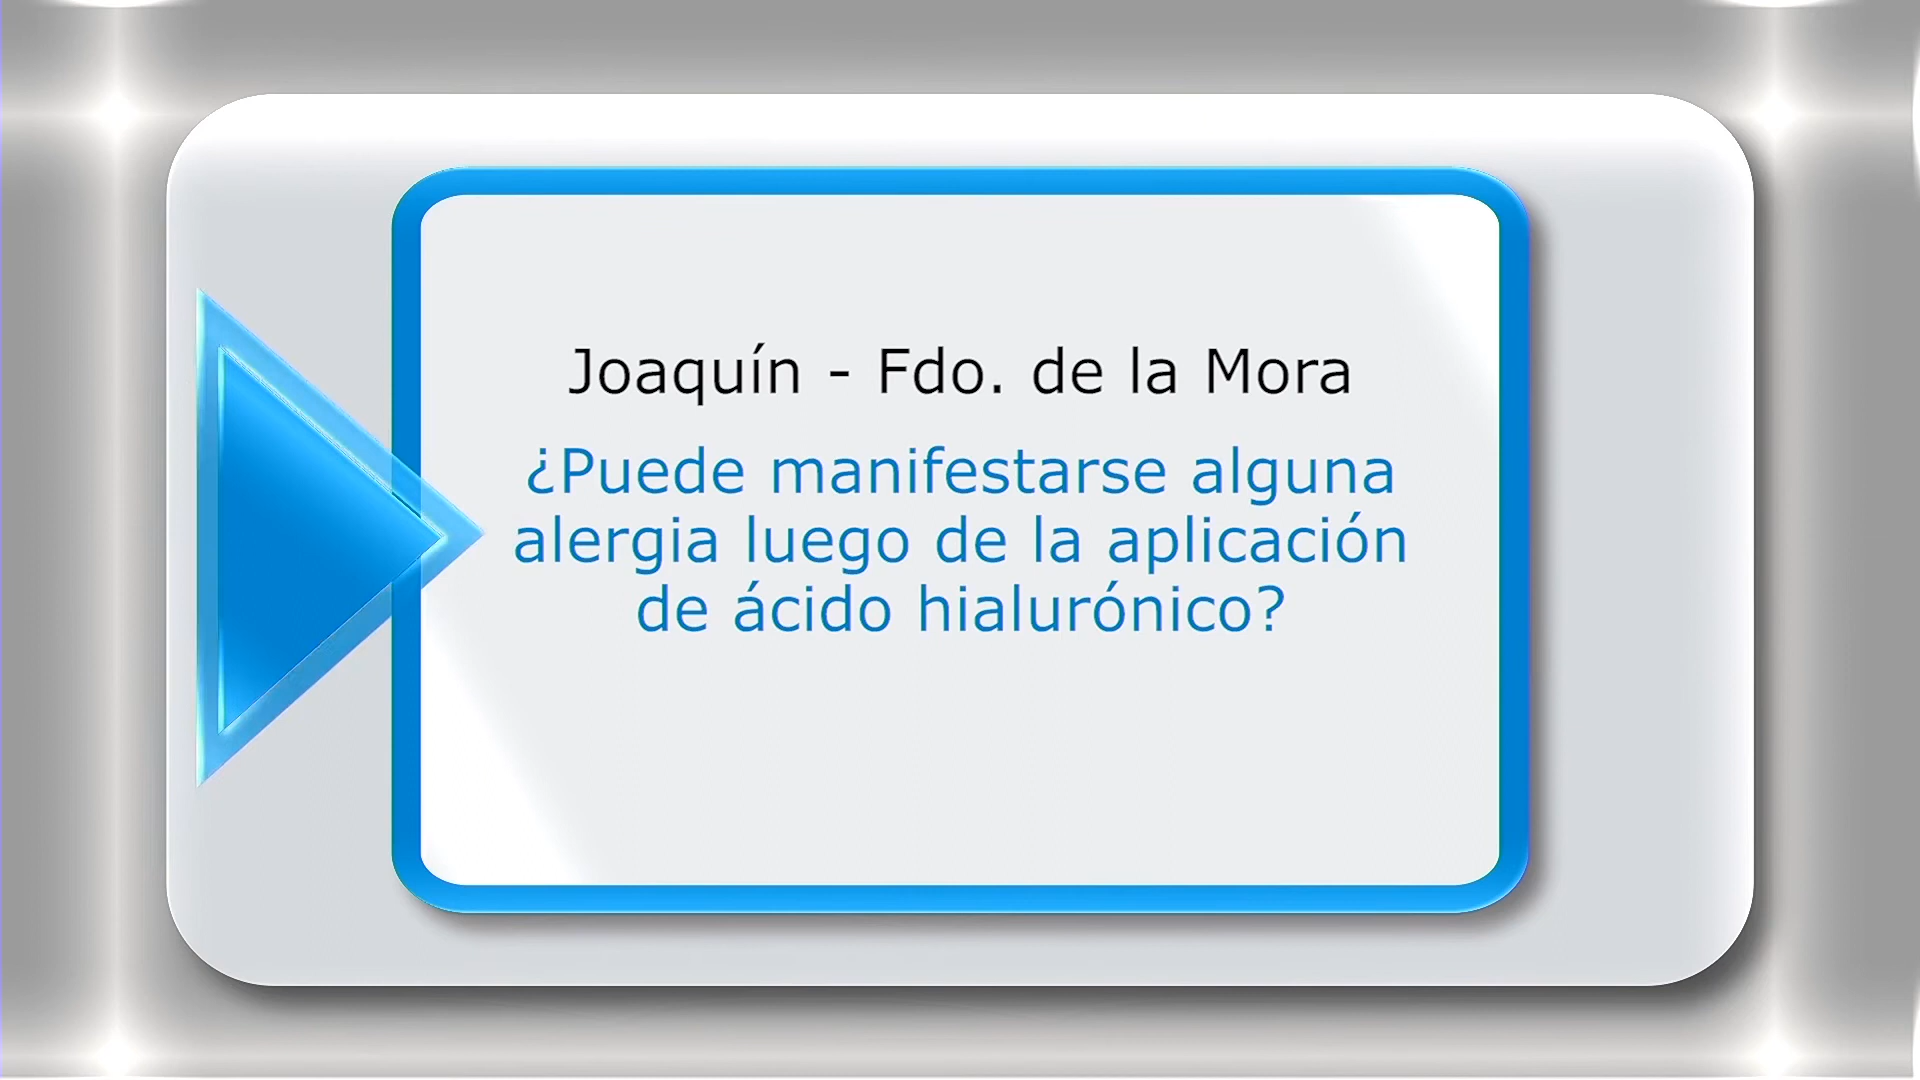 Joaquín - Fdo. de la Mora
¿Puede manifestarse alguna
alergia luego de la aplicación
de ácido hialurónico?